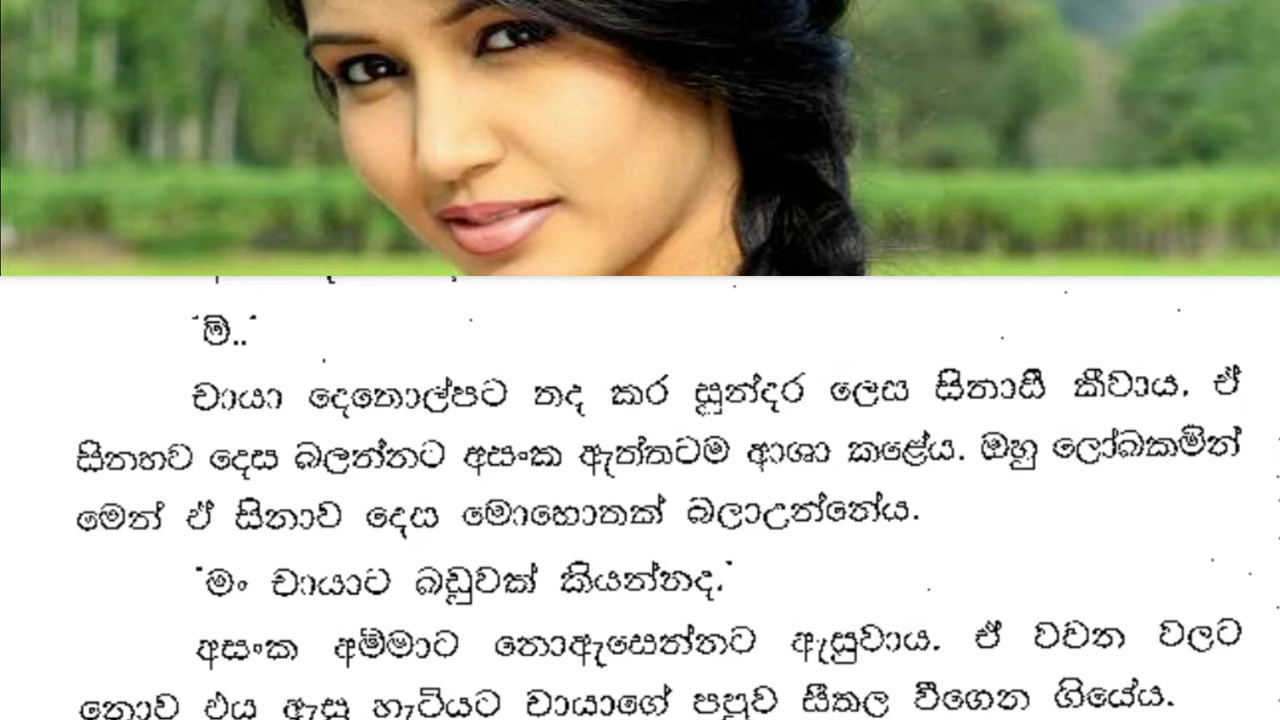 'ම්..'
චායා දෙතොල්පට තද කර සුන්දර ලෙස සිනාසී කීවාය. ඒ
සිනහව දෙස බලන්නට අසංක ඇත්තටම ආශා කළේය. ඔහු ලෝබකමින්
මෙන් ඒ සිනාව දෙස මොහොතක් බලාඋන්නේය.
'මං චායාට බඩුවක් කියන්නද.'
අසංක අම්මාට නොඇසෙන්නට ඇසුවාය. ඒ වචන වලට
නොව එය ඇසූ හැටියට චායාගේ පපුව සීතල වීගෙන ගියේය.